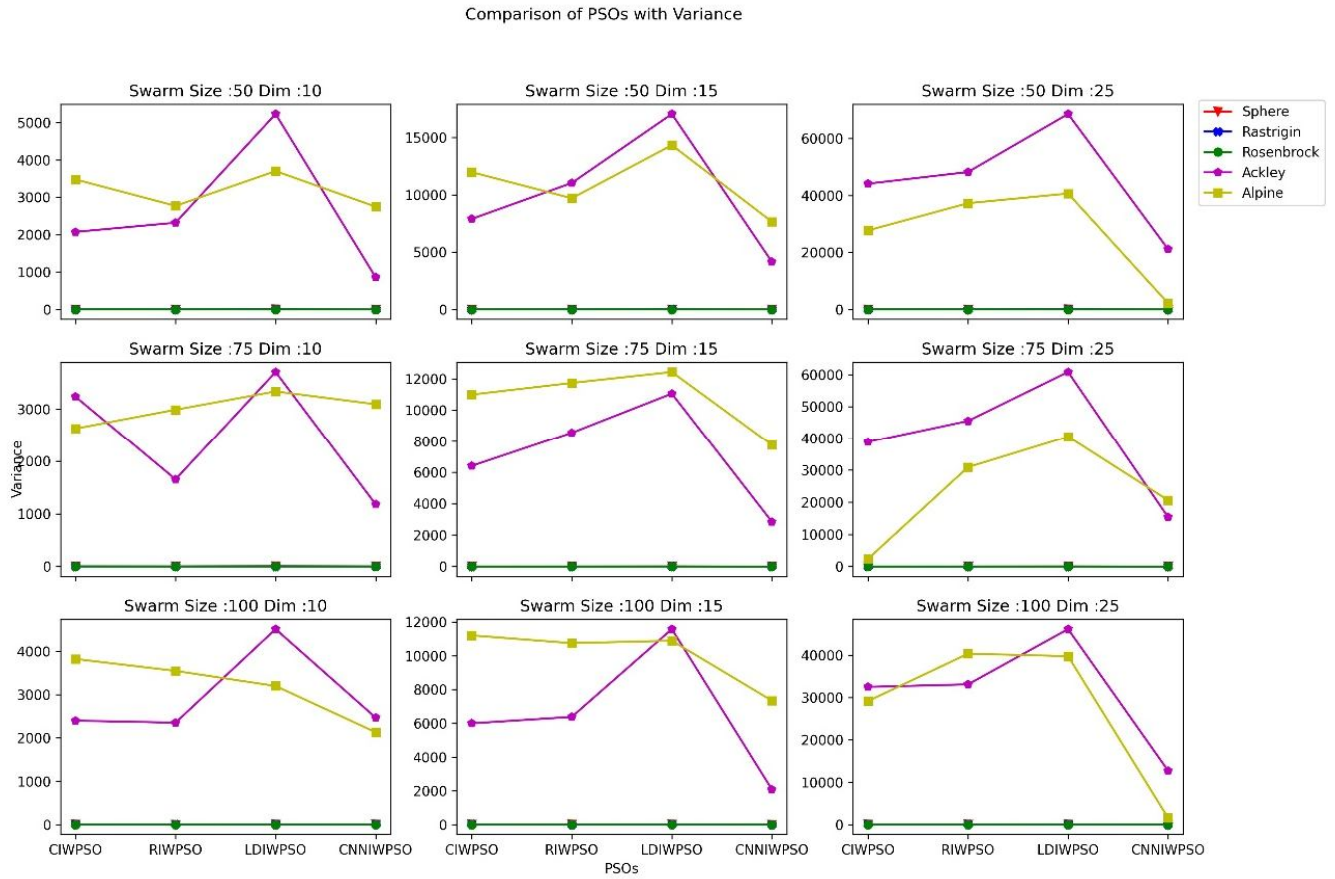 Comparison of PSOs with Variance
Swarm Size :50 Dim :10
5000
4000
3000
2000
1000
0
Swarm Size :50 Dim :15
15000
10000
5000
0
Swarm Size :50 Dim :25
60000
40000
20000
0
Sphere
Rastrigin
Rosenbrock
Ackley
Alpine
Variance
Swarm Size :75 Dim :10
3000
2000
1000
0
Swarm Size :75 Dim :15
12000
10000
8000
6000
4000
2000
0
Swarm Size :75 Dim :25
60000
50000
40000
30000
20000
10000
0
Swarm Size :100 Dim :10
4000
3000
2000
1000
0
CIWPSO RIWPSO LDIWPSO CNNIWPSO
Swarm Size :100 Dim :15
12000
10000
8000
6000
4000
2000
0
CIWPSO RIWPSO LDIWPSO CNNIWPSO
Swarm Size :100 Dim :25
40000
30000
20000
10000
0
CIWPSO RIWPSO LDIWPSO CNNIWPSO
PSOs